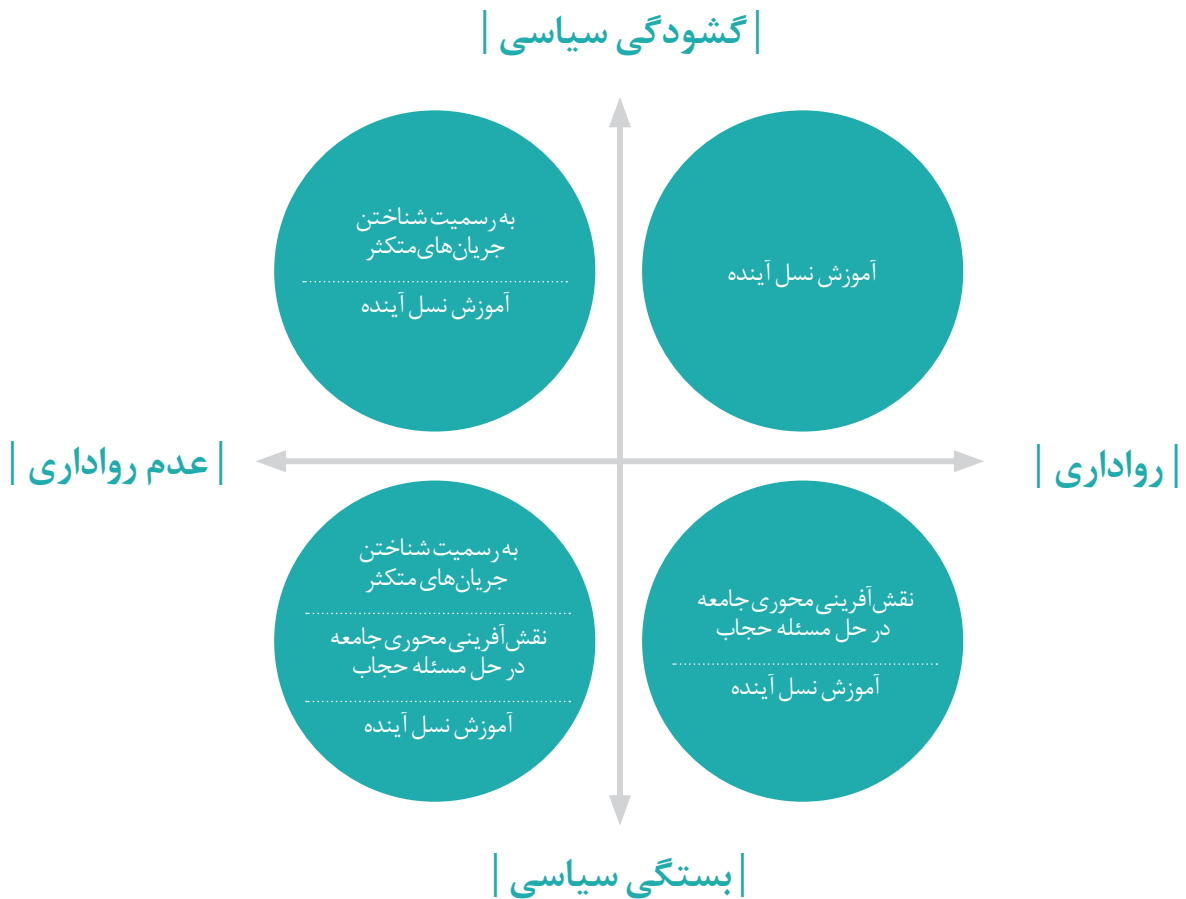 | گشودگی سیاسی |
به رسمیت شناختن
جریان‌های متکثر
آموزش نسل آینده
آموزش نسل آینده
| رواداری |
| عدم رواداری |
نقش‌آفرینی محوری جامعه
در حل مسئله حجاب
آموزش نسل آینده
به رسمیت شناختن
جریان‌های متکثر
نقش‌آفرینی محوری جامعه
در حل مسئله حجاب
آموزش نسل آینده
| بستگی سیاسی |